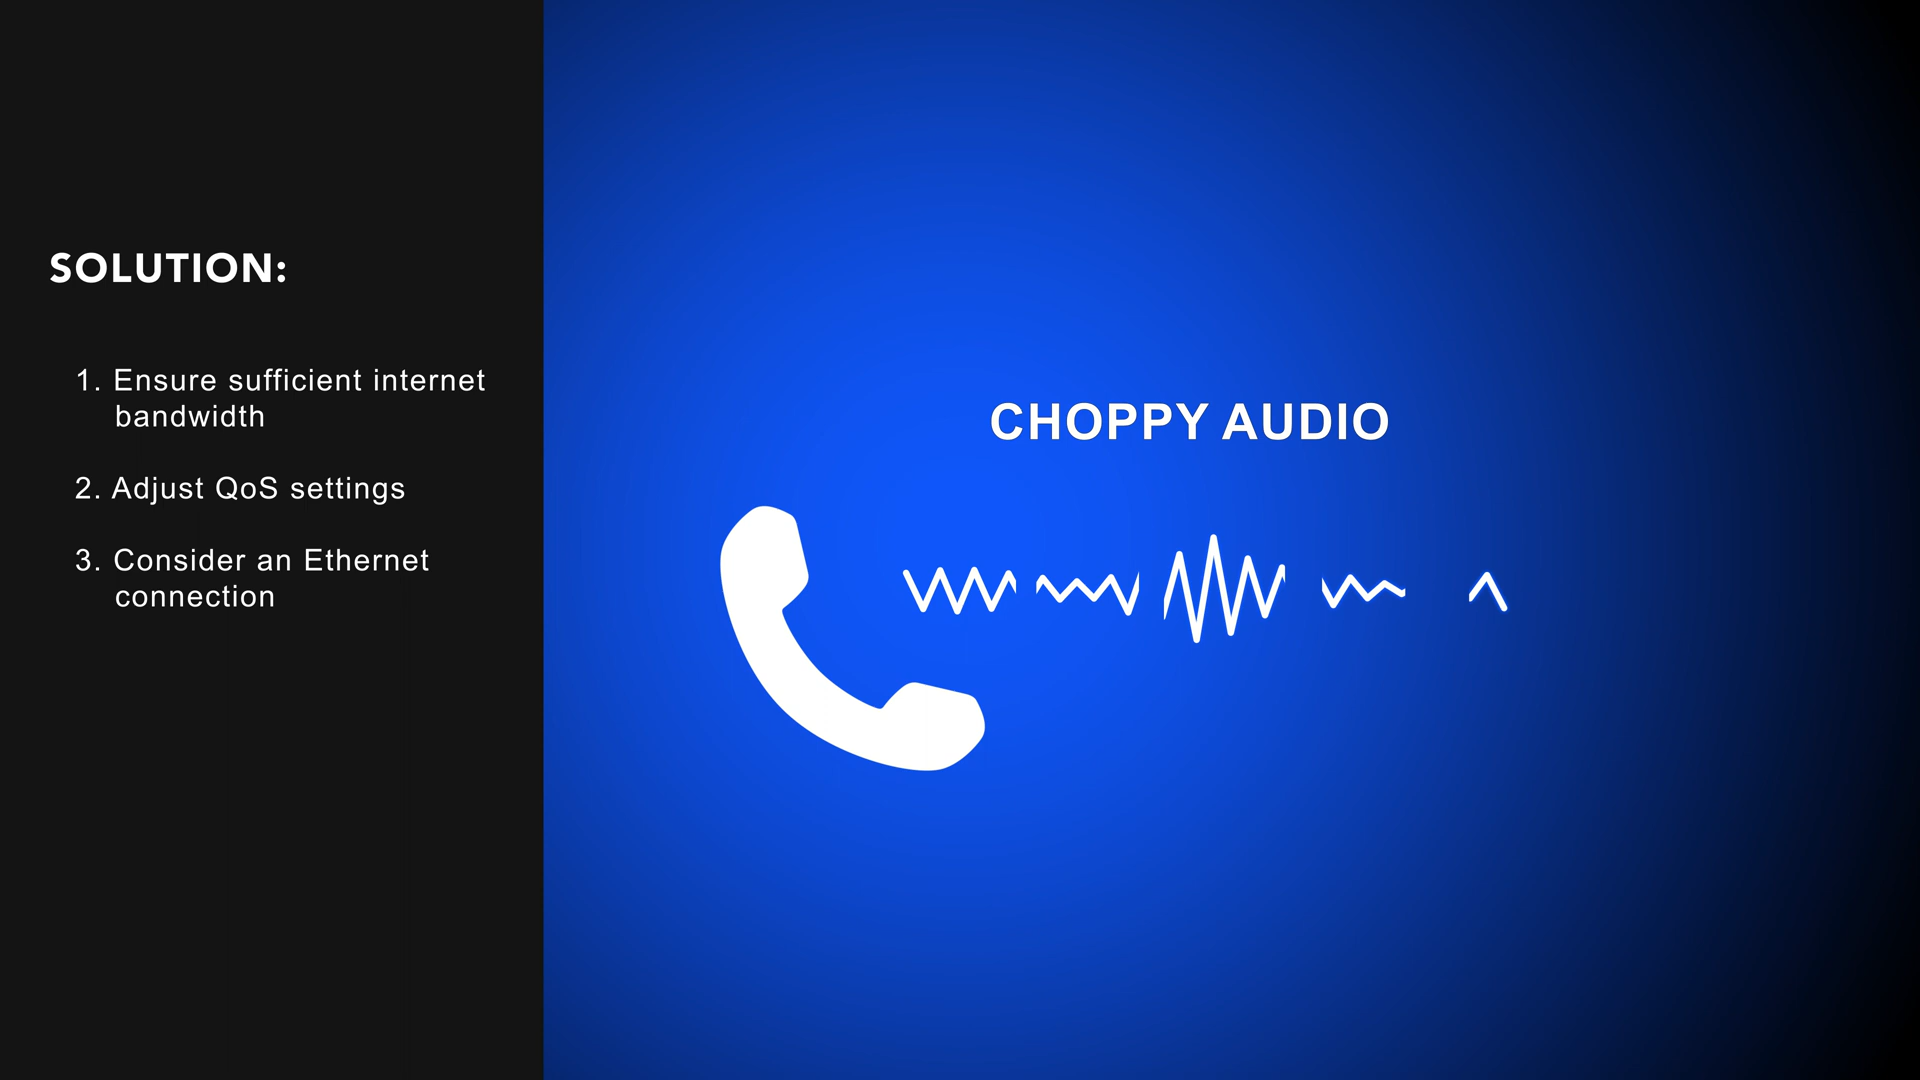 SOLUTION:
1. Ensure sufficient internet
bandwidth
2. Adjust QoS settings
3. Consider an Ethernet
connection
CHOPPY AUDIO